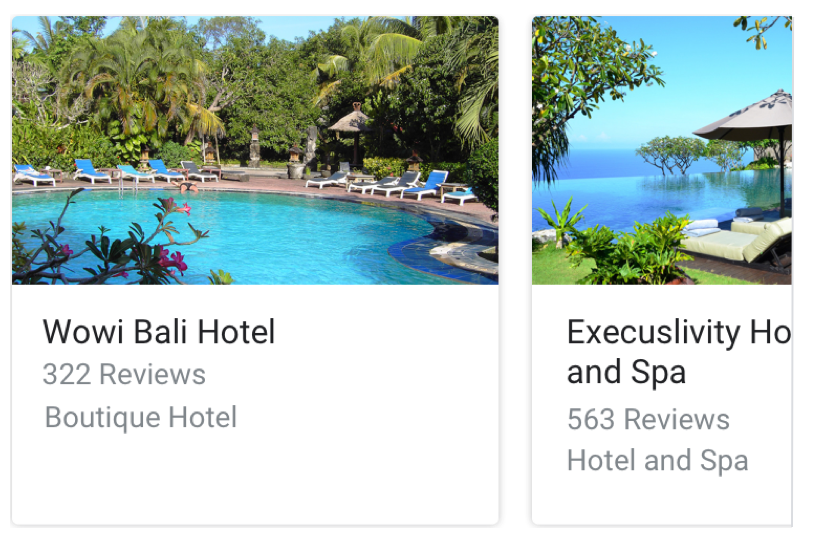 Wowi Bali Hotel
322 Reviews
Boutique Hotel
Execuslivity Ho
and Spa
563 Reviews
Hotel and Spa